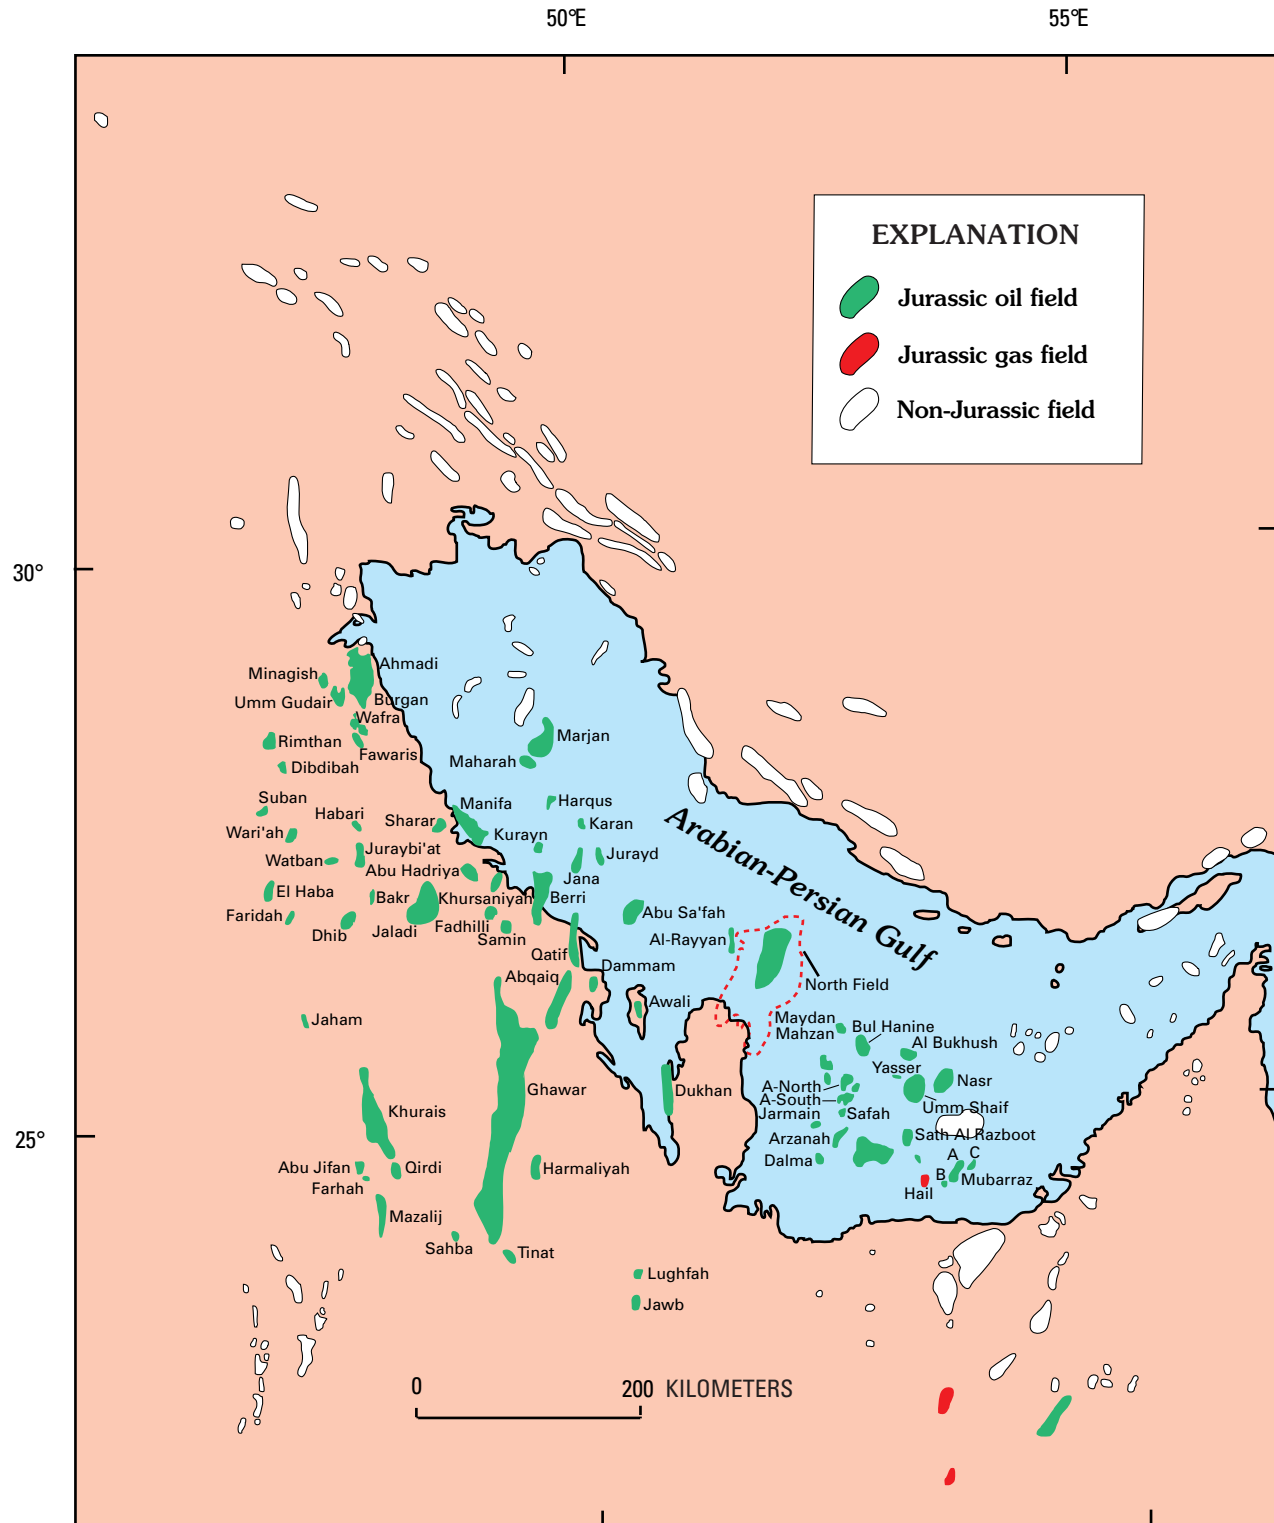 50°E
55°E
EXPLANATION
Jurassic oil field
Jurassic gas field
Non-Jurassic field
30°
Ahmadi
Minagish
Umm Gudair
Burgan
Wafra
Rimthan
Fawaris
Dibdibah
Marjan
Maharah
Suban
Habari
Sharar
Manifa
Harqus
Wari'ah
Kurayn
Karan
Arabian-Persian Gulf
Watban
Juraybi'at
Abu Hadriya
Jurayd
Jana
El Haba
Bakr
Khursaniyah
Berri
Faridah
Dhib
Jaladi
Fadhilli
Samin
Abu Sa'fah
Al-Rayyan
Qatif
Abqaiq
Dammam
North Field
Awali
Jaham
Maydan
Mahzan
Bul Hanine
Al Bukhush
Yasser
Nasr
Khurais
Ghawar
Dukhan
A-North
A-South
Umm Shaif
Jarmain
Safah
25°
Arzanah
Sath Al Razboot
Dalma
A
C
B
Mubarraz
Hail
Abu Jifan
Qirdi
Farhah
Harmaliyah
Mazalij
Sahba
Tinat
Lughfah
Jawb
0
200 KILOMETERS